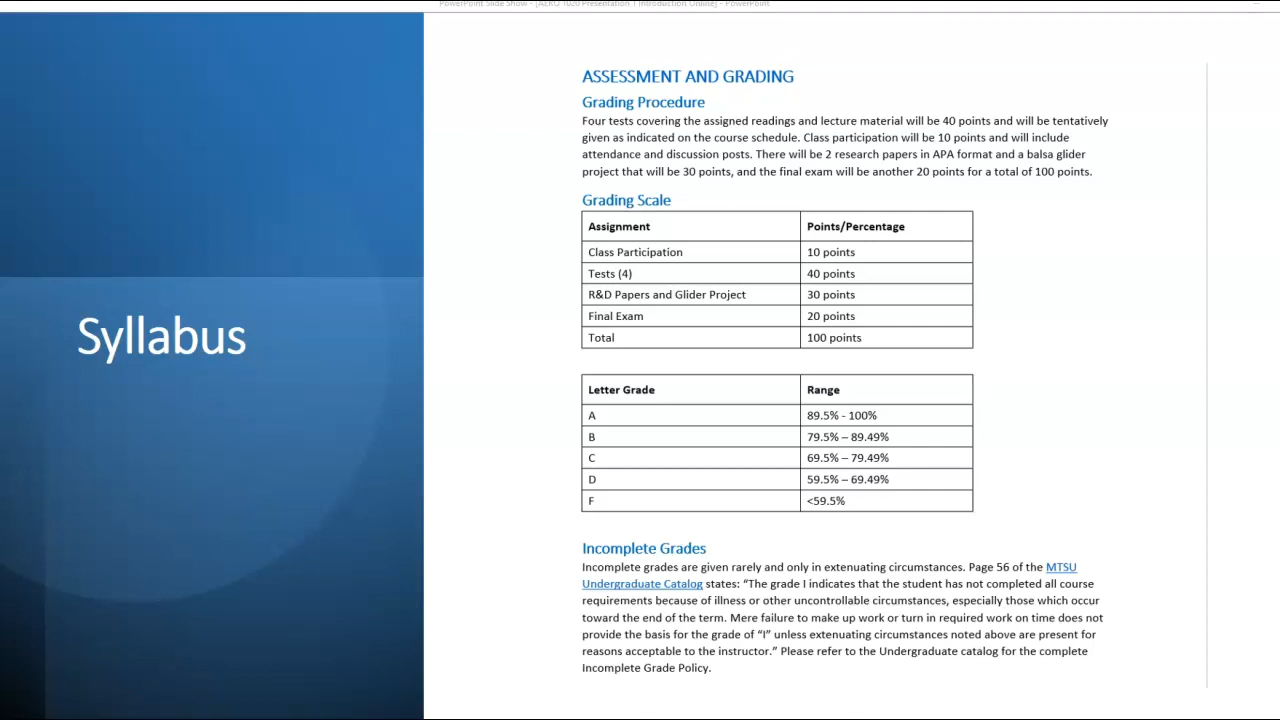 PowerPoint Slide Show - [AERO 1020 Presentation 1 Introduction Online] - PowerPoint
Syllabus
ASSESSMENT AND GRADING
Grading Procedure
Four tests covering the assigned readings and lecture material will be 40 points and will be tentatively
given as indicated on the course schedule. Class participation will be 10 points and will include
attendance and discussion posts. There will be 2 research papers in APA format and a balsa glider
project that will be 30 points, and the final exam will be another 20 points for a total of 100 points.
Grading Scale
Assignment Points/Percentage
Class Participation 10 points
Tests (4) 40 points
R&D Papers and Glider Project 30 points
Final Exam 20 points
Total 100 points
Letter Grade Range
A 89.5% - 100%
B 79.5% – 89.49%
C 69.5% – 79.49%
D 59.5% – 69.49%
F <59.5%
Incomplete Grades
Incomplete grades are given rarely and only in extenuating circumstances. Page 56 of the MTSU
Undergraduate Catalog states: “The grade I indicates that the student has not completed all course
requirements because of illness or other uncontrollable circumstances, especially those which occur
toward the end of the term. Mere failure to make up work or turn in required work on time does not
provide the basis for the grade of “I” unless extenuating circumstances noted above are present for
reasons acceptable to the instructor.” Please refer to the Undergraduate catalog for the complete
Incomplete Grade Policy.